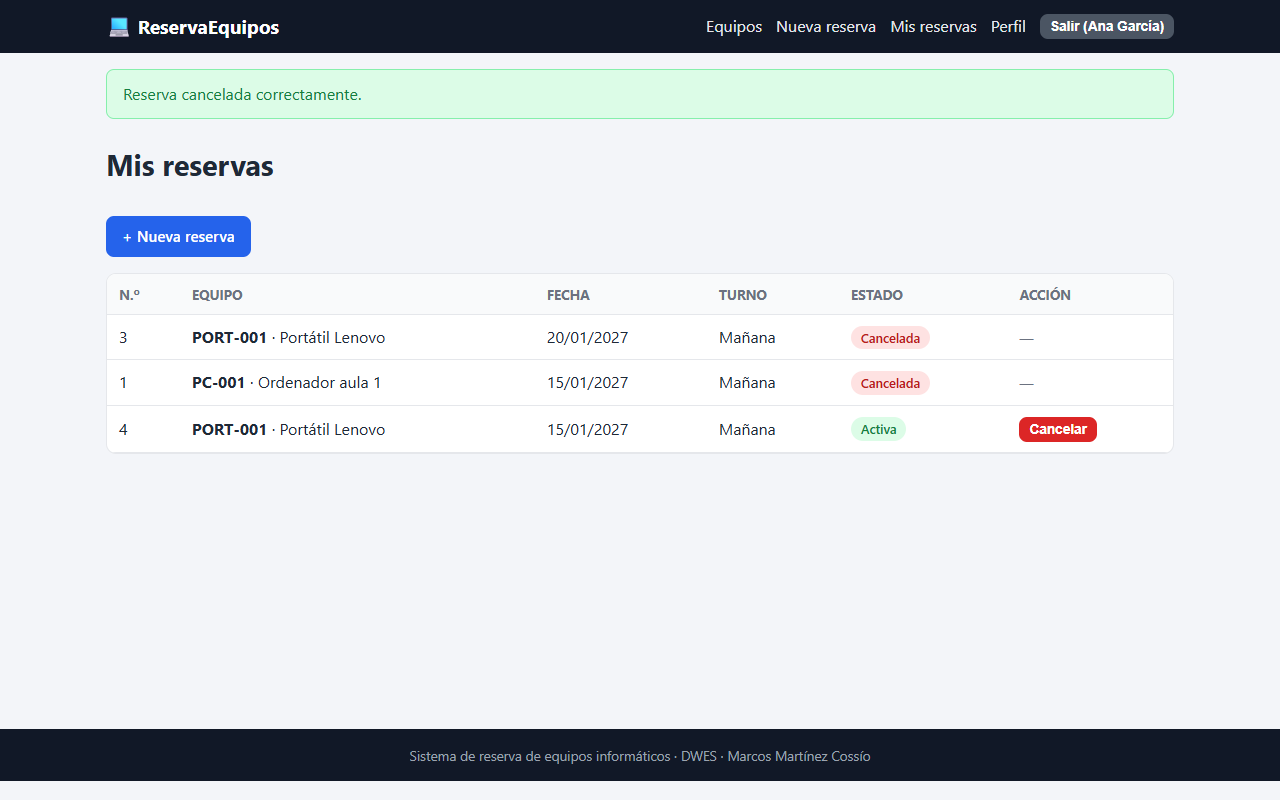 ReservaEquipos Equipos Nueva reserva Mis reservas Perfil Salir (Ana García)
Reserva cancelada correctamente.
Mis reservas
+ Nueva reserva
N.º EQUIPO FECHA TURNO ESTADO ACCIÓN
3 PORT-001 · Portátil Lenovo 20/01/2027 Mañana Cancelada —
1 PC-001 · Ordenador aula 1 15/01/2027 Mañana Cancelada —
4 PORT-001 · Portátil Lenovo 15/01/2027 Mañana Activa Cancelar
Sistema de reserva de equipos informáticos · DWES · Marcos Martínez Cossío